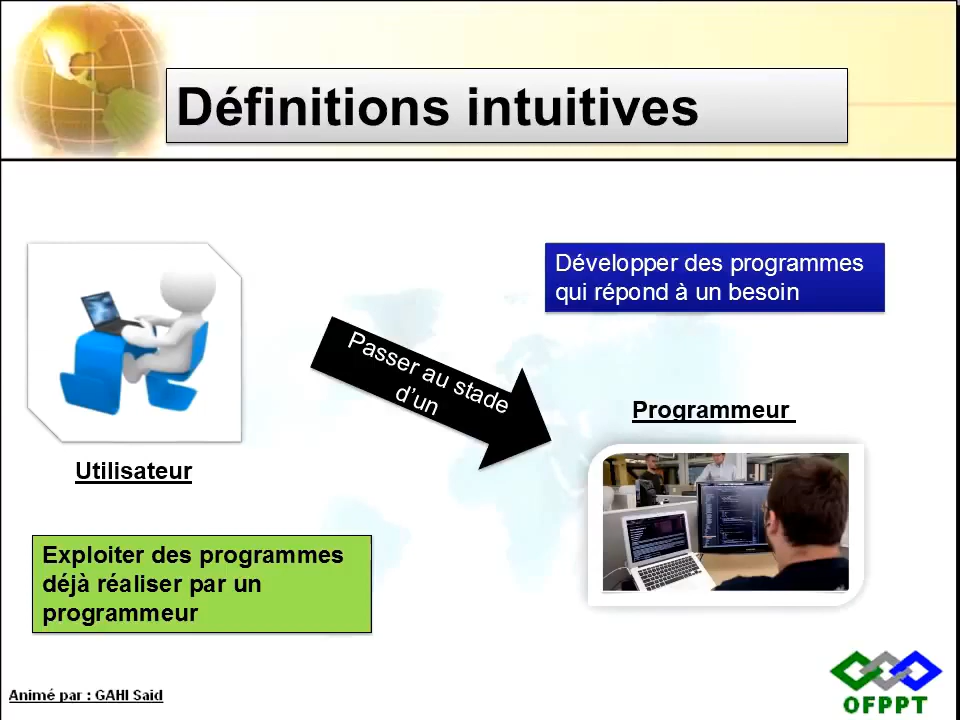 Définitions intuitives
Développer des programmes
qui répond à un besoin
Passer au stade
d’un
Programmeur
Utilisateur
Exploiter des programmes
déjà réaliser par un
programmeur
Animé par : GAHI Said
OFPPT